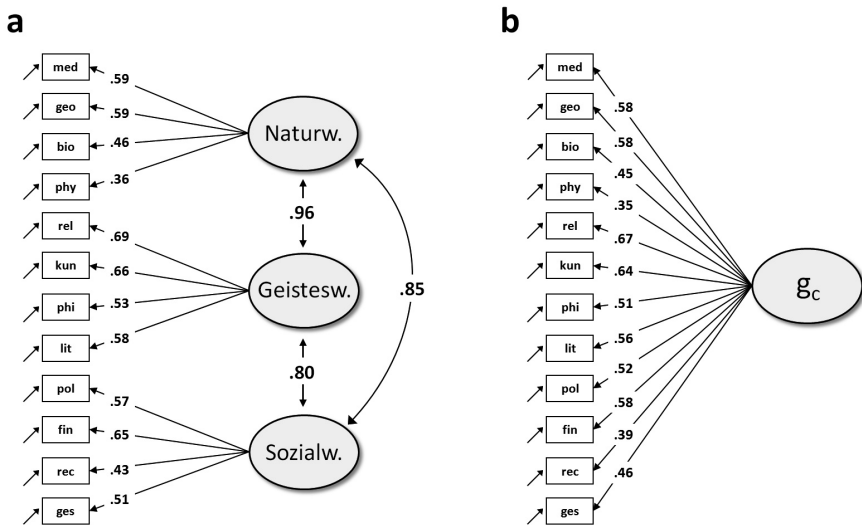 a
med
.59
geo
.59
bio
.46
phy
.36
Naturw.
.96
rel
.69
kun
.66
phi
.53
lit
.58
Geistesw.
.85
.80
pol
.57
fin
.65
rec
.43
ges
.51
Sozialw.
b
med
.58
geo
.58
bio
.45
phy
.35
rel
.67
kun
.64
phi
.51
lit
.56
pol
.52
fin
.58
rec
.39
ges
.46
gc